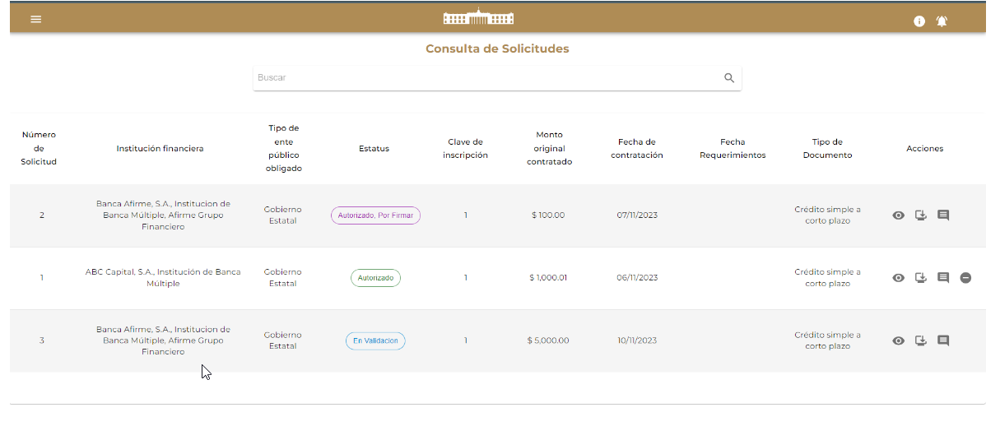 Consulta de Solicitudes
Buscar
Número
de
Solicitud
Institución financiera
Tipo de
ente
público
obligado
Estatus
Clave de
inscripción
Monto
original
contratado
Fecha de
contratación
Fecha
Requerimientos
Tipo de
Documento
Acciones
2
Banca Afirme, S.A., Institucion de
Banca Múltiple, Afirme Grupo
Financiero
Gobierno
Estatal
Autorizado, Por Firmar
1
$ 100.00
07/11/2023
Crédito simple a
corto plazo
1
ABC Capital, S.A., Institución de Banca
Múltiple
Gobierno
Estatal
Autorizado
1
$ 1,000.01
06/11/2023
Crédito simple a
corto plazo
3
Banca Afirme, S.A., Institucion de
Banca Múltiple, Afirme Grupo
Financiero
Gobierno
Estatal
En Validacion
1
$ 5,000.00
10/11/2023
Crédito simple a
corto plazo